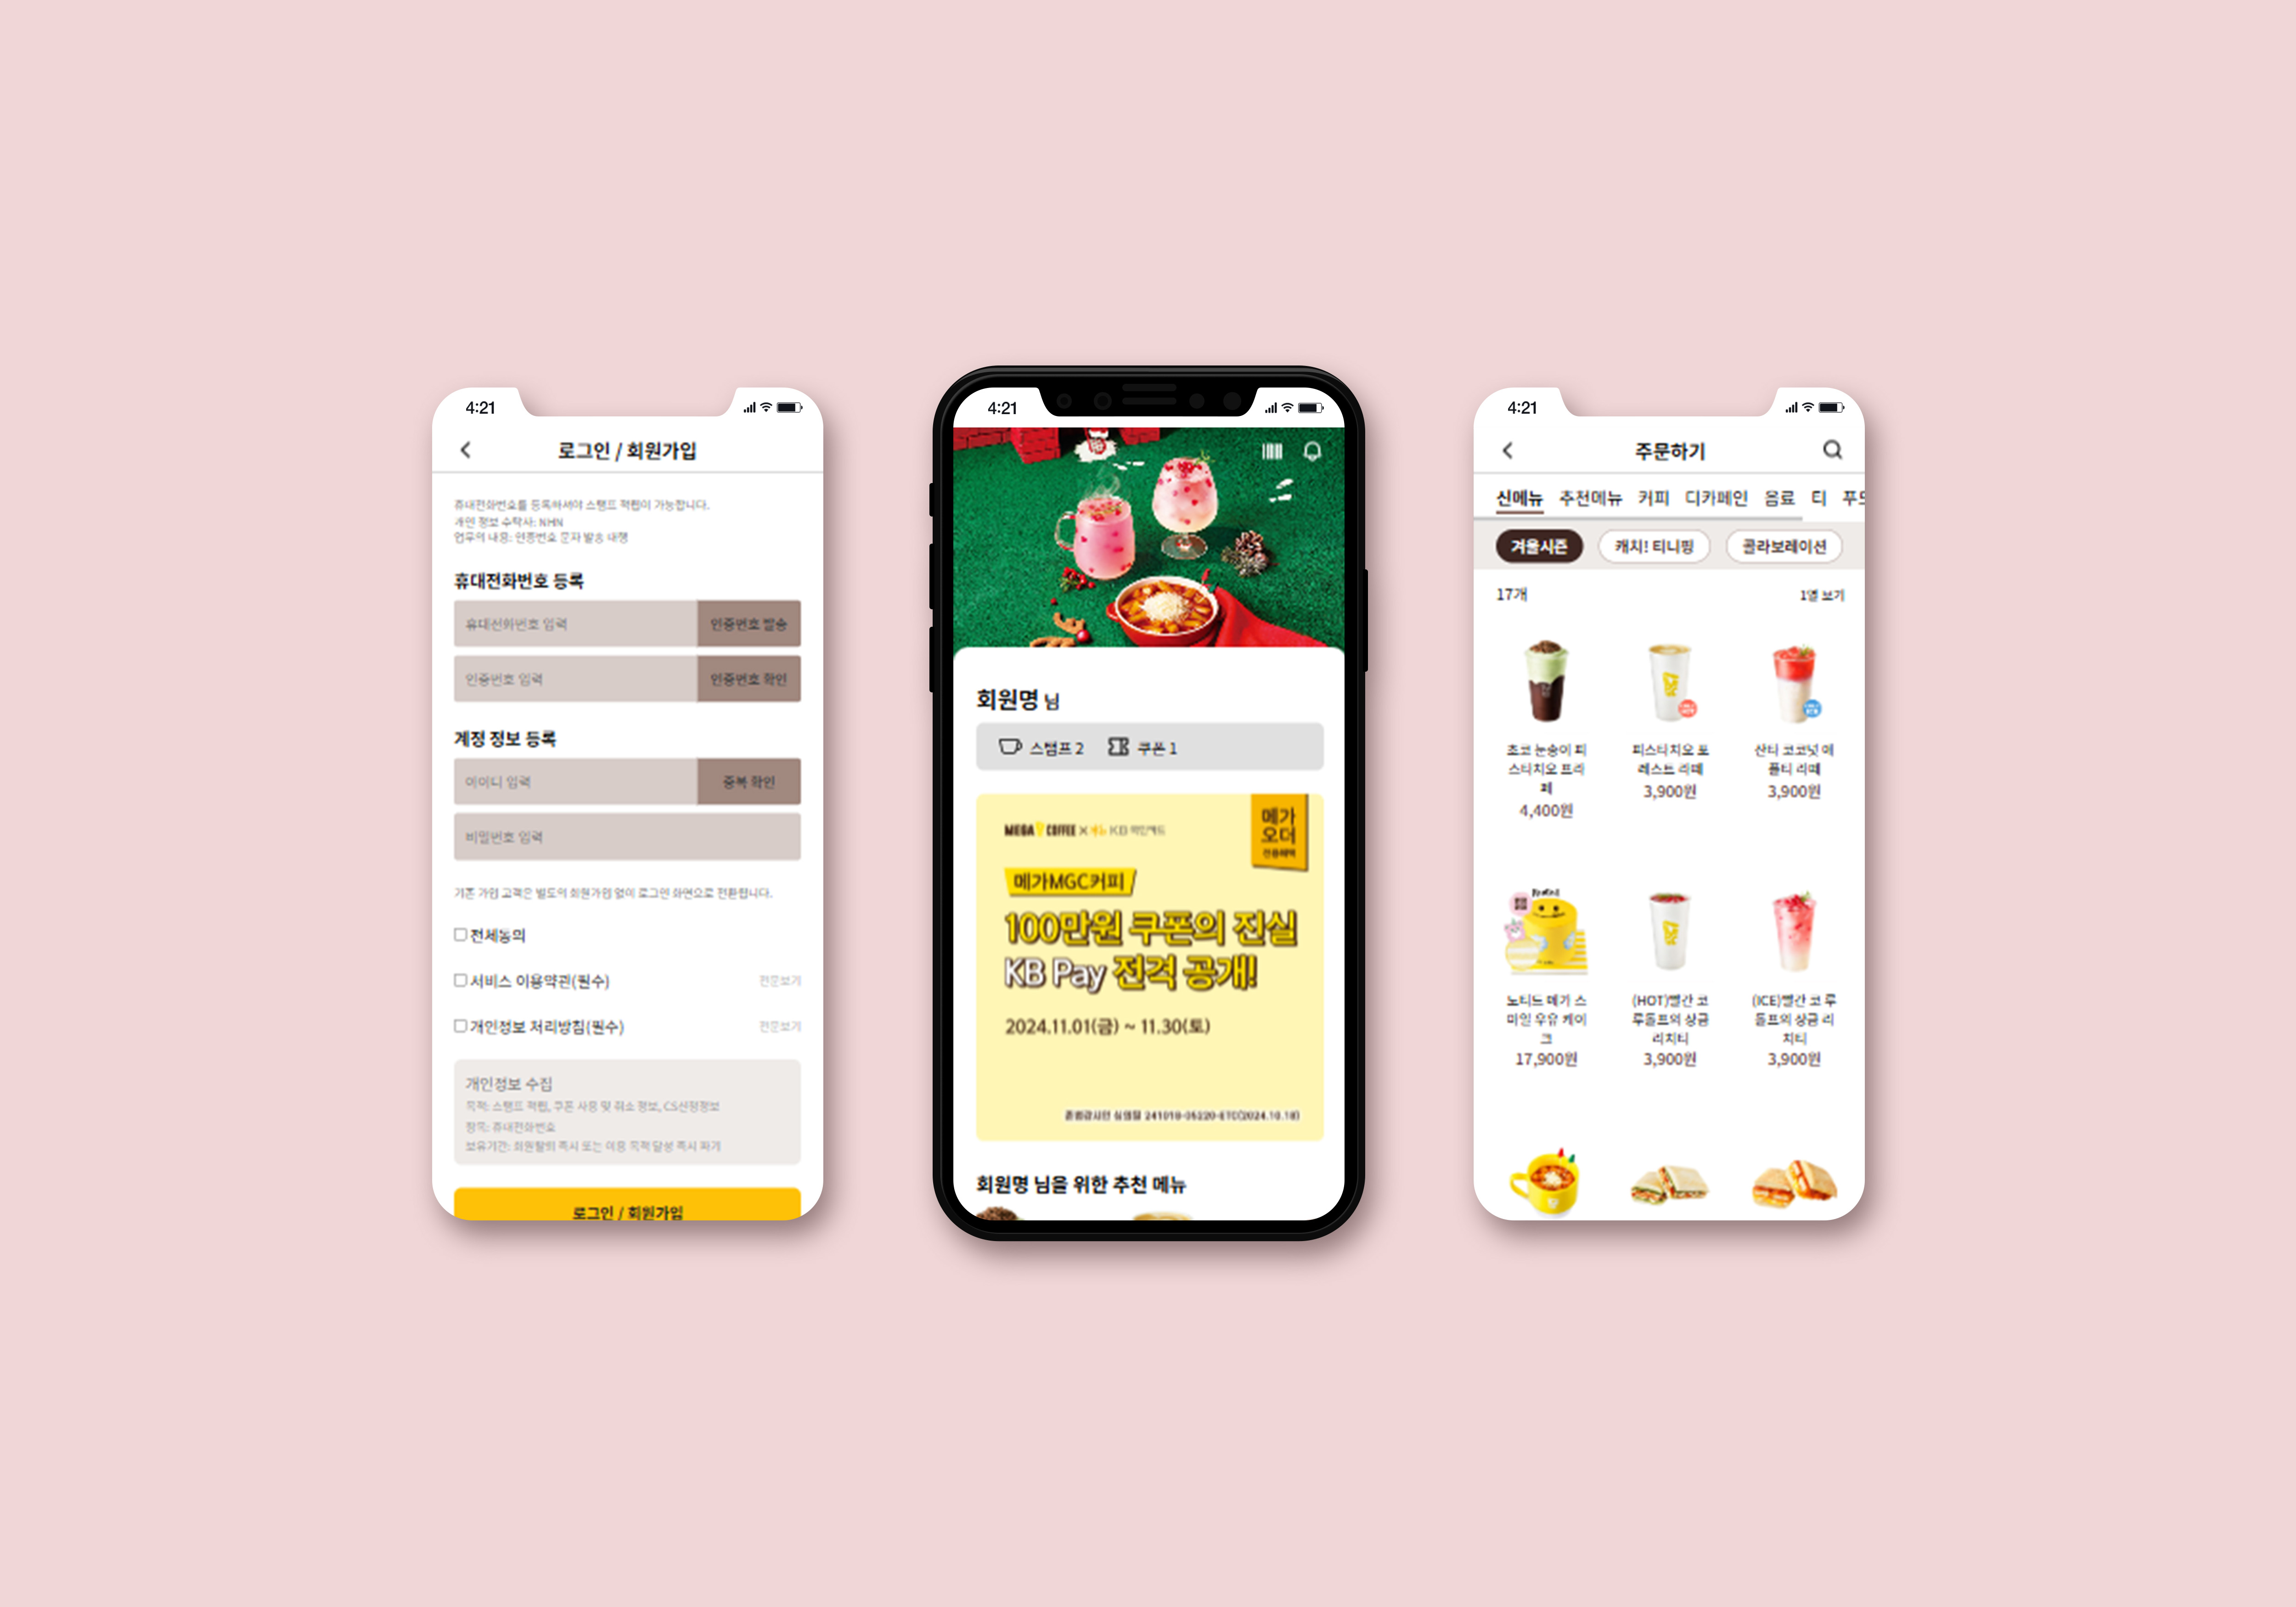 4:21
로그인 / 회원가입
휴대전화번호를 등록하셔야 스탬프 적립이 가능합니다.
개인 정보 수탁사: NHN
업무의 내용: 인증번호 문자 발송 대행
휴대전화번호 등록
휴대전화번호 입력
인증번호 발송
인증번호 입력
인증번호 확인
계정 정보 등록
아이디 입력
중복 확인
비밀번호 입력
기존 가입 고객은 별도의 회원가입 없이 로그인 화면으로 전환됩니다.
전체동의
서비스 이용약관(필수)
전문보기
개인정보 처리방침(필수)
전문보기
개인정보 수집
목적: 스탬프 적립, 쿠폰 사용 및 취소 정보, CS신청정보
항목: 휴대전화번호
보유기간: 회원탈퇴 즉시 또는 이용 목적 달성 즉시 파기
로그인 / 회원가입
4:21
회원명 님
스탬프 2
쿠폰 1
MEGA COFFEE × KB 국민카드
메가
오더
전용혜택
메가MGC커피
100만원 쿠폰의 진실
KB Pay 전격 공개!
2024.11.01(금) ~ 11.30(토)
준법감시인 심의필 241018-05220-ETC(2024.10.18)
회원명 님을 위한 추천 메뉴
4:21
주문하기
신메뉴 추천메뉴 커피 디카페인 음료 티 푸드
겨울시즌
캐치! 티니핑
콜라보레이션
17개
1열 보기
초코 눈송이 피
스타치오 프라
페
4,400원
피스타치오 포
레스트 라떼
3,900원
산타 코코넛 애
플티 라떼
3,900원
노티드 메가 스
마일 우유 케이
크
17,900원
(HOT)빨간 코
루돌프의 상큼
리치티
3,900원
(ICE)빨간 코 루
돌프의 상큼 리
치티
3,900원